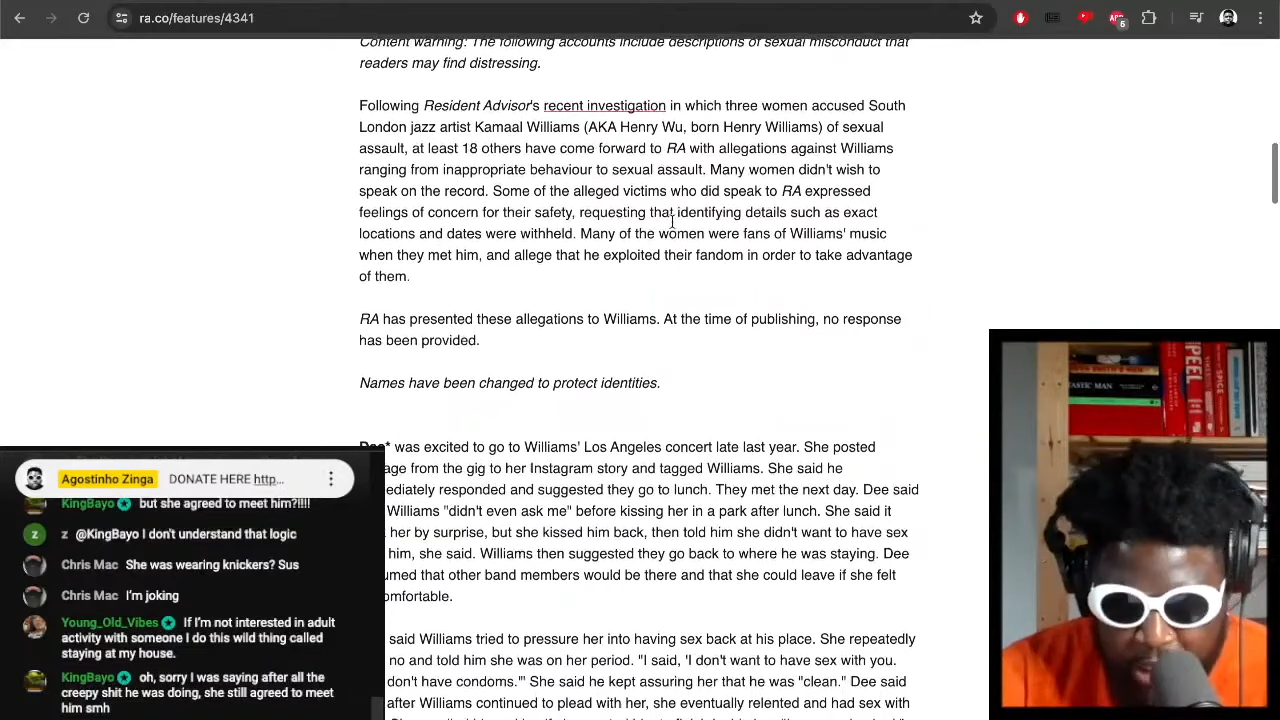 ra.co/features/4341
Content warning: The following accounts include descriptions of sexual misconduct that
readers may find distressing.
Following Resident Advisor's recent investigation in which three women accused South
London jazz artist Kamaal Williams (AKA Henry Wu, born Henry Williams) of sexual
assault, at least 18 others have come forward to RA with allegations against Williams
ranging from inappropriate behaviour to sexual assault. Many women didn't wish to
speak on the record. Some of the alleged victims who did speak to RA expressed
feelings of concern for their safety, requesting that identifying details such as exact
locations and dates were withheld. Many of the women were fans of Williams' music
when they met him, and allege that he exploited their fandom in order to take advantage
of them.
RA has presented these allegations to Williams. At the time of publishing, no response
has been provided.
Names have been changed to protect identities.
Dee* was excited to go to Williams' Los Angeles concert late last year. She posted
age from the gig to her Instagram story and tagged Williams. She said he
ediately responded and suggested they go to lunch. They met the next day. Dee said
Williams "didn't even ask me" before kissing her in a park after lunch. She said it
her by surprise, but she kissed him back, then told him she didn't want to have sex
him, she said. Williams then suggested they go back to where he was staying. Dee
umed that other band members would be there and that she could leave if she felt
omfortable.
said Williams tried to pressure her into having sex back at his place. She repeatedly
no and told him she was on her period. "I said, 'I don't want to have sex with you.
don't have condoms.'" She said he kept assuring her that he was "clean." Dee said
after Williams continued to plead with her, she eventually relented and had sex with
Agostinho Zinga DONATE HERE http...
KingBayo but she agreed to meet him?!!!!
z z @KingBayo I don't understand that logic
Chris Mac She was wearing knickers? Sus
Chris Mac I'm joking
Young_Old_Vibes If I'm not interested in adult
activity with someone I do this wild thing called
staying at my house.
KingBayo oh, sorry I was saying after all the
creepy shit he was doing, she still agreed to meet
him smh
TASTIC MAN
SPICE